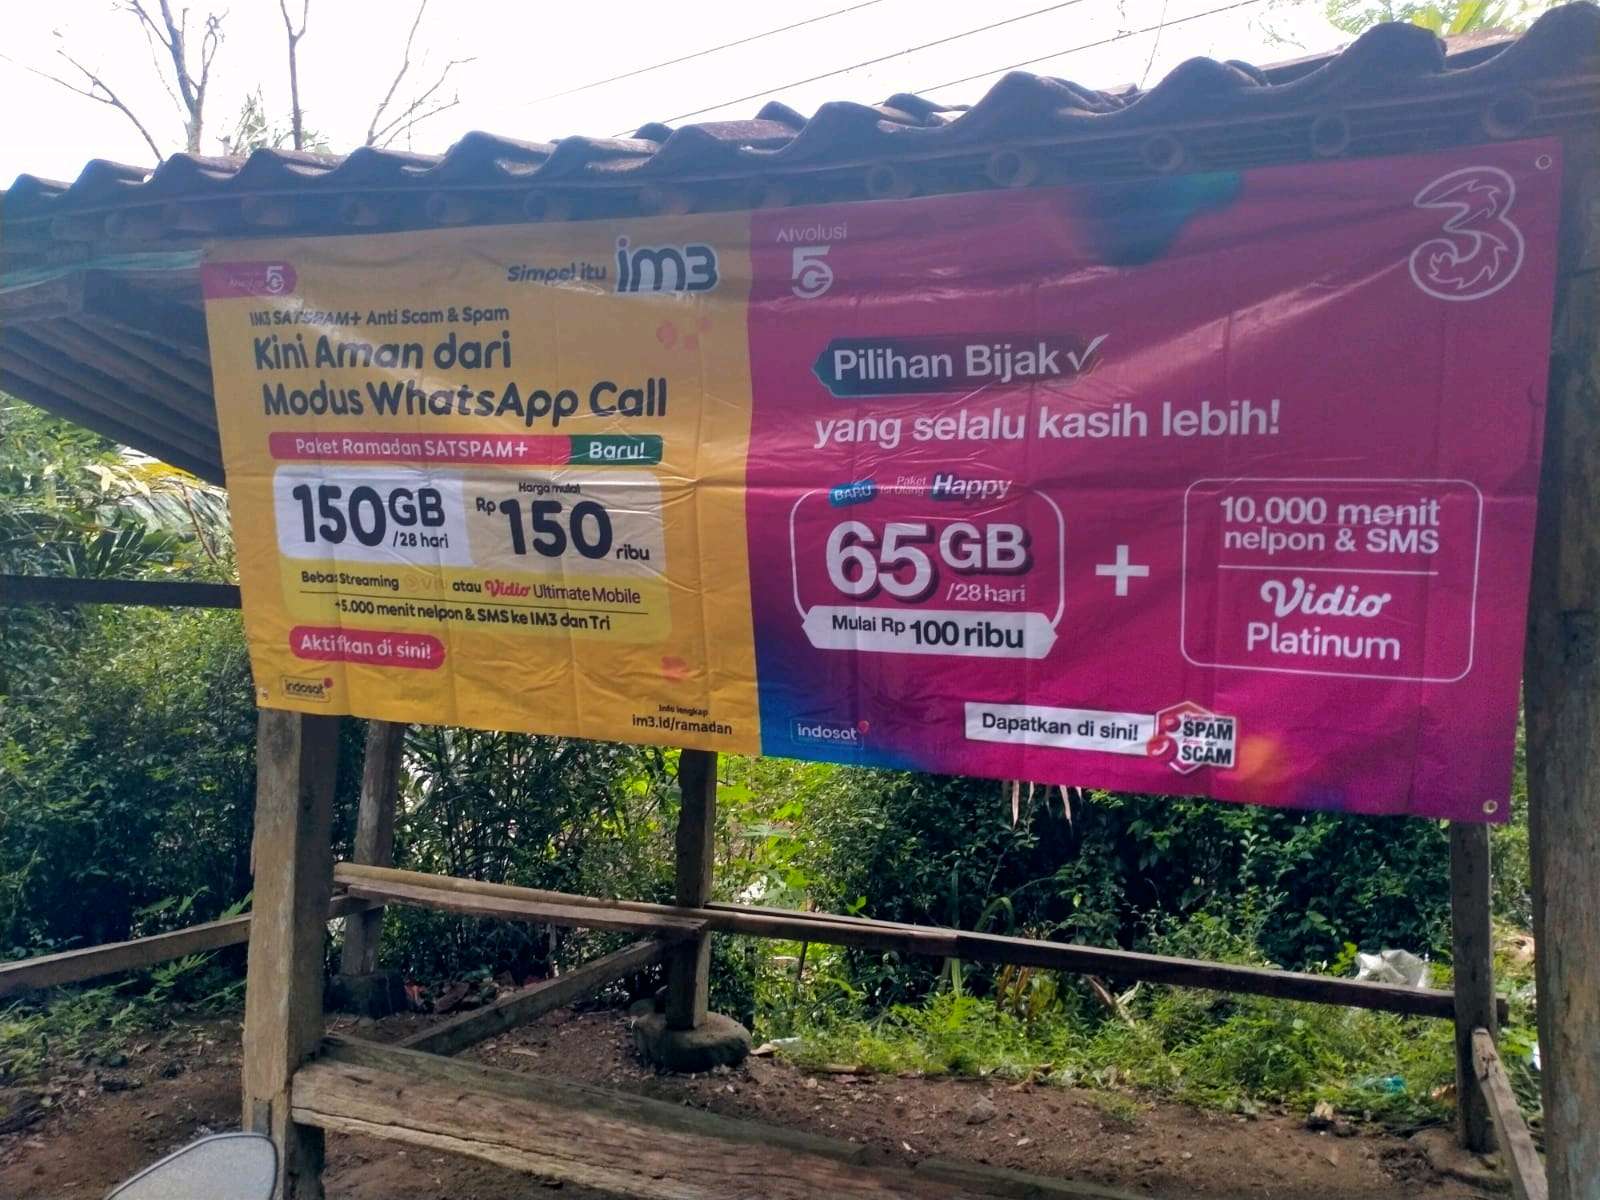 5G
Simpel itu im3
IM3 SATSPAM+ Anti Scam & Spam
Kini Aman dari
Modus WhatsApp Call
Paket Ramadan SATSPAM+ Baru!
150GB
/28 hari
Harga mulai
Rp 150 ribu
Bebas Streaming atau Vidio Ultimate Mobile
+5.000 menit nelpon & SMS ke IM3 dan Tri
Aktifkan di sini!
indosat
Info lengkap
im3.id/ramadan
AIvolusi
5G
3
Pilihan Bijak
yang selalu kasih lebih!
BARU Paket Isi Ulang Happy
65GB
/28 hari
Mulai Rp 100 ribu
+
10.000 menit
nelpon & SMS
Vidio
Platinum
indosat
Dapatkan di sini!
SPAM
SCAM